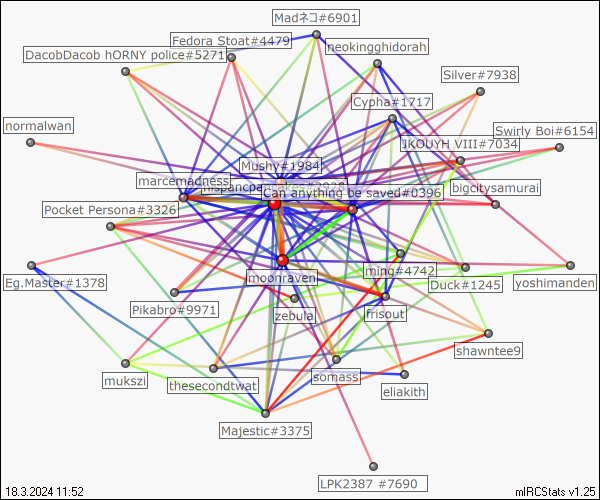 Madネコ#6901
Fedora Stoat#4479
neokingghidorah
DacobDacob hORNY police#5271
Silver#7938
Cypha#1717
normalwan
Swirly Boi#6154
1KOUYH VIII#7034
Mushy#1984
marcemadness
hispancpancakes#3928
Can anything be saved#0396
bigcitysamurai
Pocket Persona#3326
ming#4742
Eg.Master#1378
moonraven
Duck#1245
yoshimanden
Pikabro#9971
zebula
frisout
shawntee9
mukszi
thesecondtwat
somass
eliakith
Majestic#3375
LPK2387 #7690
18.3.2024 11:52
mIRCStats v1.25